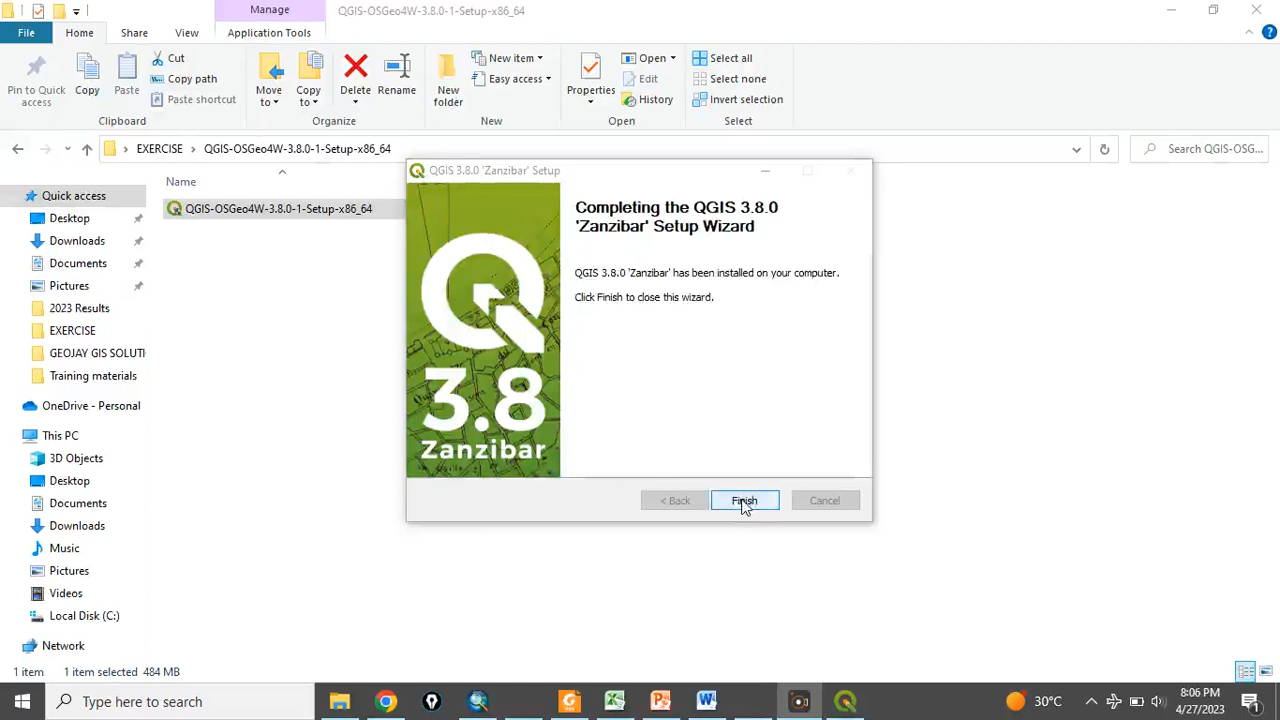 Manage
QGIS-OSGeo4W-3.8.0-1-Setup-x86_64
File
Home
Share
View
Application Tools
Pin to Quick access
Copy
Paste
Cut
Copy path
Paste shortcut
Clipboard
Move to
Copy to
Delete
Rename
Organize
New folder
New item
Easy access
New
Properties
Open
Edit
History
Open
Select all
Select none
Invert selection
Select
EXERCISE
QGIS-OSGeo4W-3.8.0-1-Setup-x86_64
Search QGIS-OSG...
Quick access
Desktop
Downloads
Documents
Pictures
2023 Results
EXERCISE
GEOJAY GIS SOLUTI
Training materials
OneDrive - Personal
This PC
3D Objects
Desktop
Documents
Downloads
Music
Pictures
Videos
Local Disk (C:)
Network
Name
QGIS-OSGeo4W-3.8.0-1-Setup-x86_64
QGIS 3.8.0 'Zanzibar' Setup
3.8
Zanzibar
Completing the QGIS 3.8.0
'Zanzibar' Setup Wizard
QGIS 3.8.0 'Zanzibar' has been installed on your computer.
Click Finish to close this wizard.
< Back
Finish
Cancel
1 item
1 item selected
484 MB
Type here to search
30°C
8:06 PM
4/27/2023
1